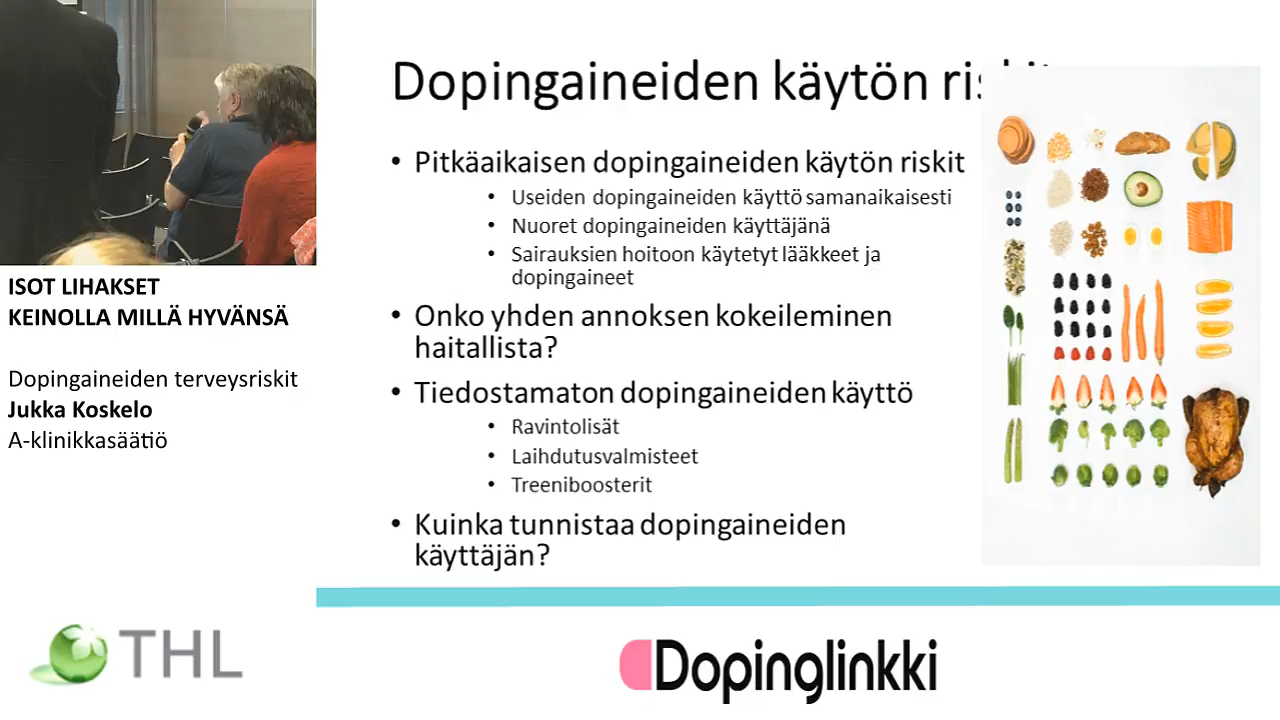 ISOT LIHAKSET
KEINOLLA MILLÄ HYVÄNSÄ
Dopingaineiden terveysriskit
Jukka Koskelo
A-klinikkasäätiö
THL
Dopingaineiden käytön riskit
• Pitkäaikaisen dopingaineiden käytön riskit
• Useiden dopingaineiden käyttö samanaikaisesti
• Nuoret dopingaineiden käyttäjänä
• Sairauksien hoitoon käytetyt lääkkeet ja
dopingaineet
• Onko yhden annoksen kokeileminen
haitallista?
• Tiedostamaton dopingaineiden käyttö
• Ravintolisät
• Laihdutusvalmisteet
• Treeniboosterit
• Kuinka tunnistaa dopingaineiden
käyttäjän?
Dopinglinkki